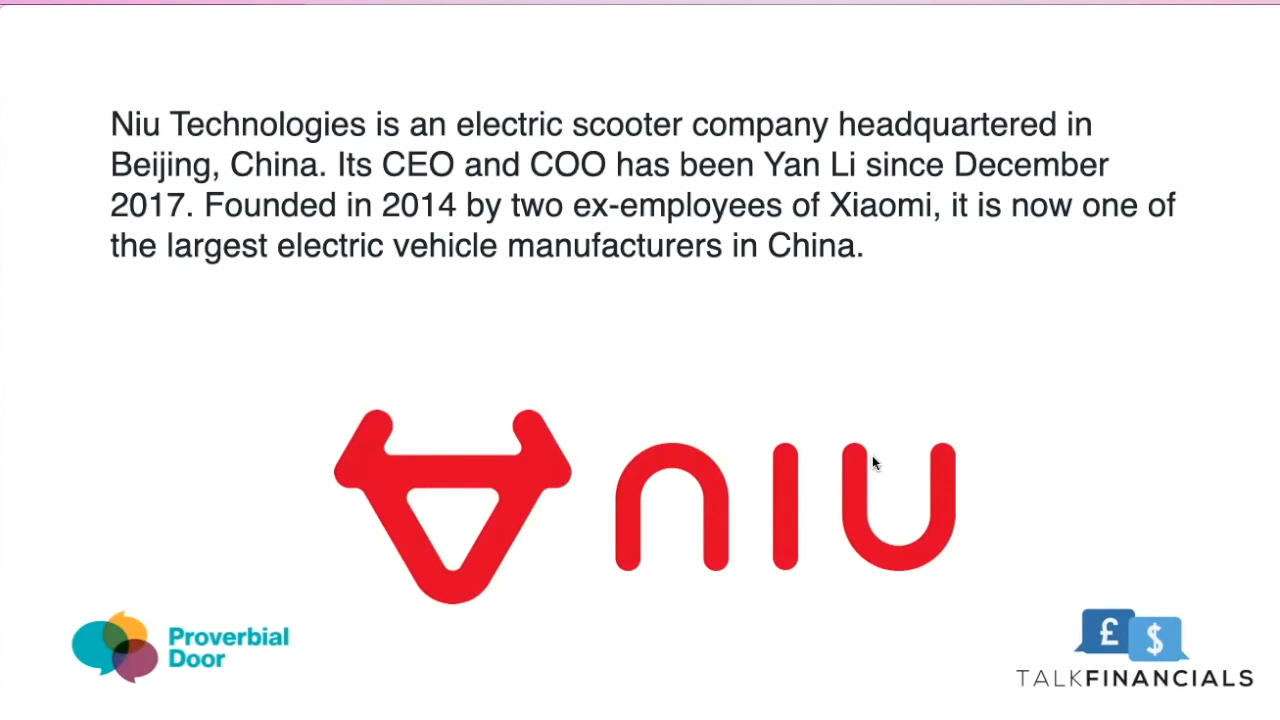 Niu Technologies is an electric scooter company headquartered in
Beijing, China. Its CEO and COO has been Yan Li since December
2017. Founded in 2014 by two ex-employees of Xiaomi, it is now one of
the largest electric vehicle manufacturers in China.
niu
Proverbial
Door
£ $
TALKFINANCIALS